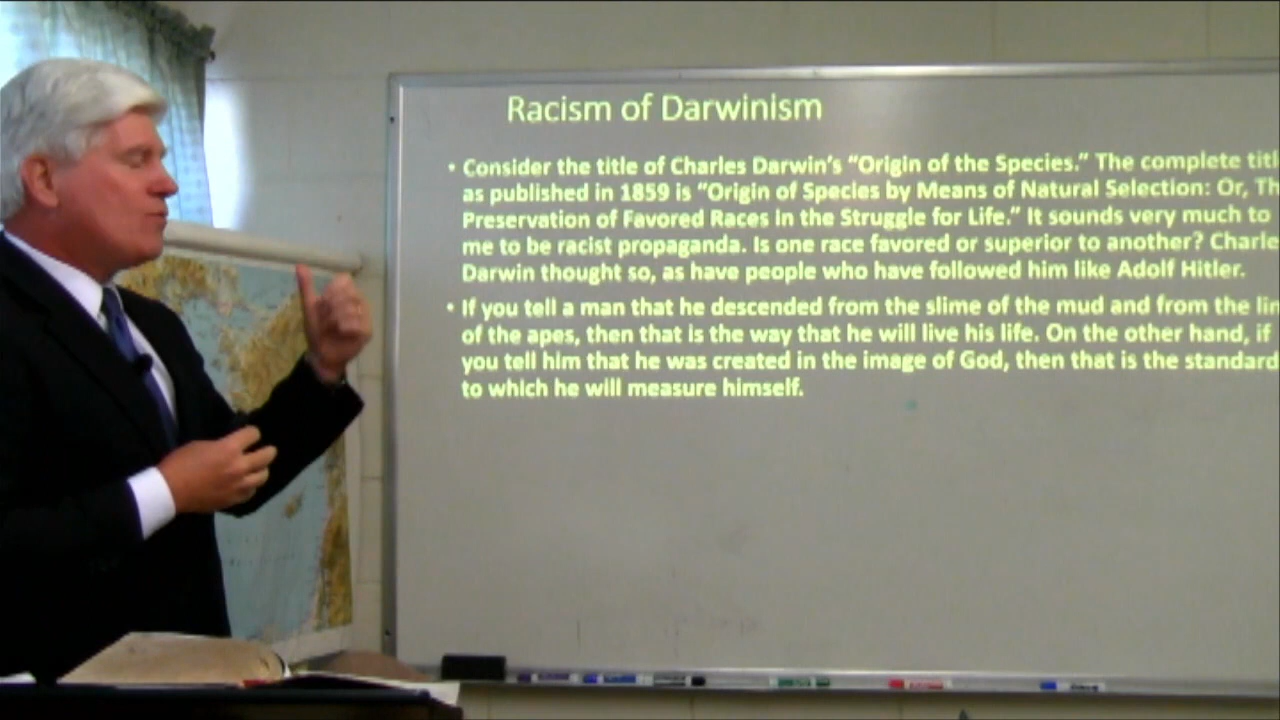 Racism of Darwinism
• Consider the title of Charles Darwin's “Origin of the Species.” The complete titl
as published in 1859 is “Origin of Species by Means of Natural Selection: Or, Th
Preservation of Favored Races in the Struggle for Life.” It sounds very much to
me to be racist propaganda. Is one race favored or superior to another? Charle
Darwin thought so, as have people who have followed him like Adolf Hitler.
• If you tell a man that he descended from the slime of the mud and from the lin
of the apes, then that is the way that he will live his life. On the other hand, if
you tell him that he was created in the image of God, then that is the standard
to which he will measure himself.